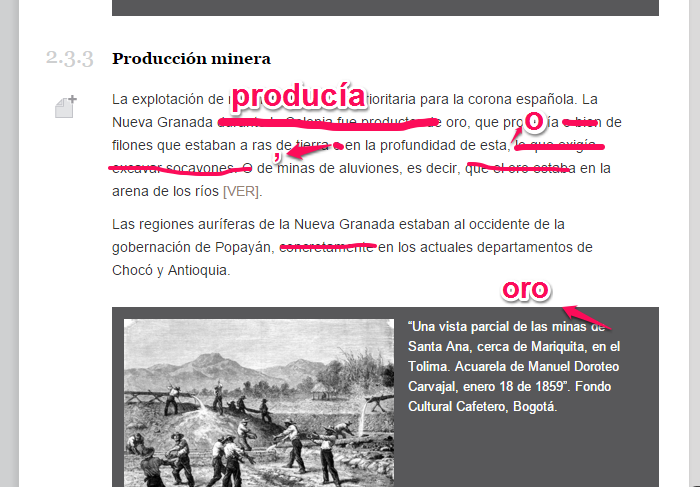 2.3.3 Producción minera
producía
La explotación de prioritaria para la corona española. La
Nueva Granada durante la Colonia fue productora de oro, que producía o bien de
o
filones que estaban a ras de tierra o en la profundidad de esta, lo que exigía
,
excavar socavones. O de minas de aluviones, es decir, que el oro estaba en la
arena de los ríos [VER].
Las regiones auríferas de la Nueva Granada estaban al occidente de la
gobernación de Popayán, concretamente en los actuales departamentos de
Chocó y Antioquia.
oro
“Una vista parcial de las minas de
Santa Ana, cerca de Mariquita, en el
Tolima. Acuarela de Manuel Doroteo
Carvajal, enero 18 de 1859”. Fondo
Cultural Cafetero, Bogotá.